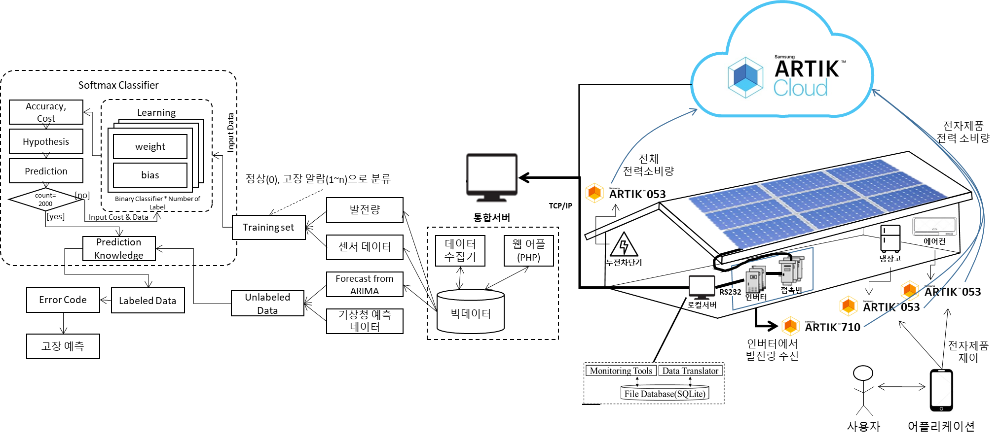 Softmax Classifier
Accuracy,
Cost
Hypothesis
Prediction
count=
2000
[no]
[yes]
Learning
weight
bias
Binary Classifier * Number of
Label
Input Cost & Data
Input Data
Prediction
Knowledge
Error Code
Labeled Data
고장 예측
정상(0), 고장 알람(1~n)으로 분류
Training set
Unlabeled
Data
발전량
센서 데이터
Forecast from
ARIMA
기상청 예측
데이터
통합서버
데이터
수집기
웹 어플
(PHP)
빅데이터
TCP/IP
Samsung
ARTIK™
Cloud
전체
전력소비량
Samsung
ARTIK™053
누전차단기
전자제품
전력 소비량
에어컨
냉장고
로컬서버
RS232
인버터
접속반
Samsung
ARTIK™053
Samsung
ARTIK™053
Samsung
ARTIK™710
인버터에서
발전량 수신
전자제품
제어
Monitoring Tools
Data Translator
File Database(SQLite)
사용자
어플리케이션